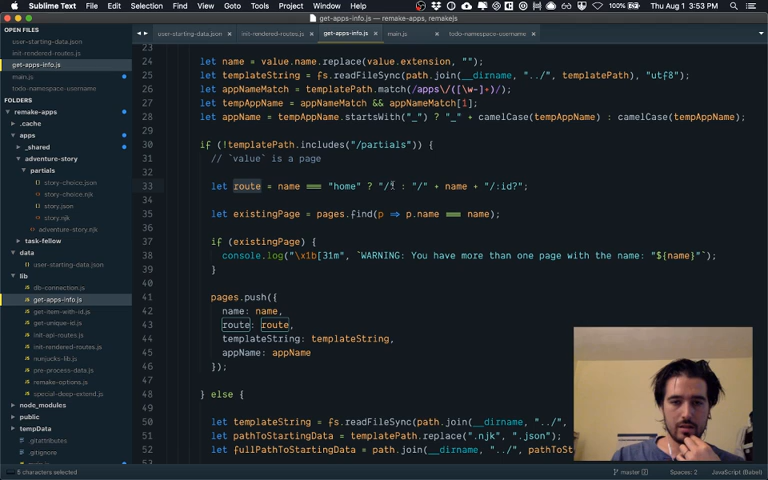 Sublime Text File Edit Selection Find View Goto Tools Project Window Help 100% Thu Aug 1 3:53 PM
get-apps-info.js — remake-apps, remakejs
OPEN FILES
user-starting-data.json
init-rendered-routes.js
get-apps-info.js
main.js
todo-namespace-username
FOLDERS
remake-apps
_cache
apps
_shared
adventure-story
partials
story-choice.json
story-choice.njk
story.json
story.njk
adventure-story.njk
task-fellow
data
user-starting-data.json
lib
db-connection.js
get-apps-info.js
get-item-with-id.js
get-unique-id.js
init-api-routes.js
init-rendered-routes.js
nunjucks-lib.js
pre-process-data.js
remake-options.js
special-deep-extend.js
node_modules
public
tempData
.gitattributes
.gitignore
main.js
user-starting-data.json init-rendered-routes.js get-apps-info.js main.js todo-namespace-username
23
24 let name = value.name.replace(value.extension, "");
25 let templateString = fs.readFileSync(path.join(__dirname, "../", templatePath), "utf8");
26 let appNameMatch = templatePath.match(/apps\/([\w-]+)/);
27 let tempAppName = appNameMatch && appNameMatch[1];
28 let appName = tempAppName.startsWith("_") ? "_" + camelCase(tempAppName) : camelCase(tempAppName);
29
30 if (!templatePath.includes("/partials")) {
31 // `value` is a page
32
33 let route = name === "home" ? "/" : "/" + name + "/:id?";
34
35 let existingPage = pages.find(p => p.name === name);
36
37 if (existingPage) {
38 console.log("\x1b[31m", `WARNING: You have more than one page with the name: "${name}"`);
39 }
40
41 pages.push({
42 name: name,
43 route: route,
44 templateString: templateString,
45 appName: appName
46 });
47
48 } else {
49
50 let templateString = fs.readFileSync(path.join(__dirname, "../",
51 let pathToStartingData = templatePath.replace(".njk", ".json");
52 let fullPathToStartingData = path.join(__dirname, "../", pathToSt
53
5 characters selected master Spaces: 2 JavaScript (Babel)